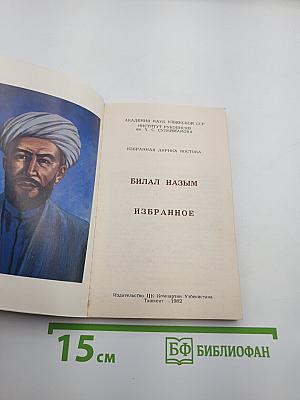 АКАДЕМИЯ НАУК УЗБЕКСКОЙ ССР
ИНСТИТУТ РУКОПИСЕЙ
им. Х. С. СУЛЕЙМАНОВА
ИЗБРАННАЯ ЛИРИКА ВОСТОКА
БИЛАЛ НАЗЫМ
ИЗБРАННОЕ
Издательство ЦК Компартии Узбекистана
Ташкент — 1982
15 см
БФ БИБЛИОФАН